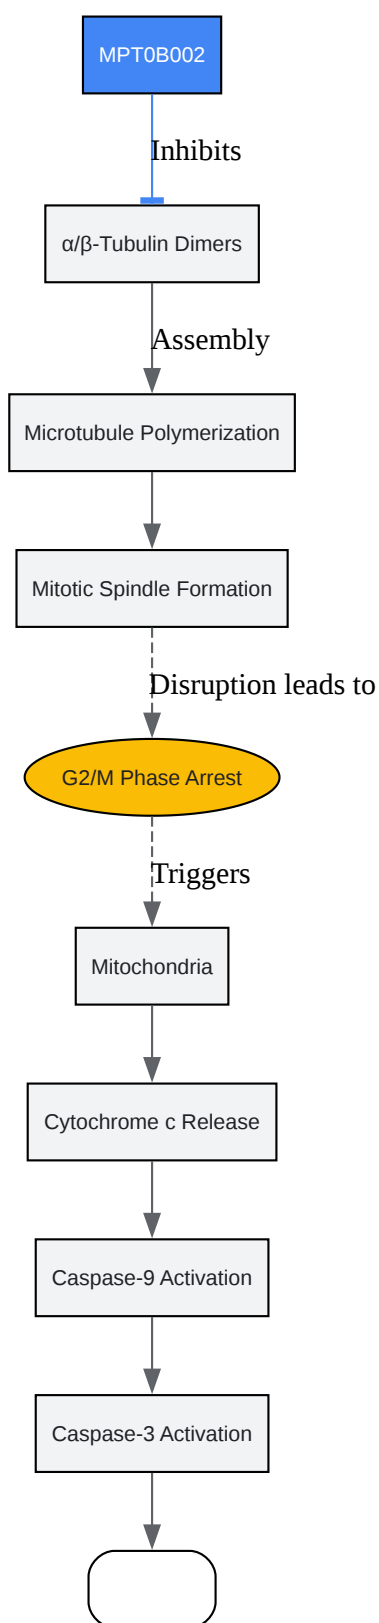 MPT0B002
Inhibits
α/β-Tubulin Dimers
Assembly
Microtubule Polymerization
Mitotic Spindle Formation
Disruption leads to
G2/M Phase Arrest
Triggers
Mitochondria
Cytochrome c Release
Caspase-9 Activation
Caspase-3 Activation